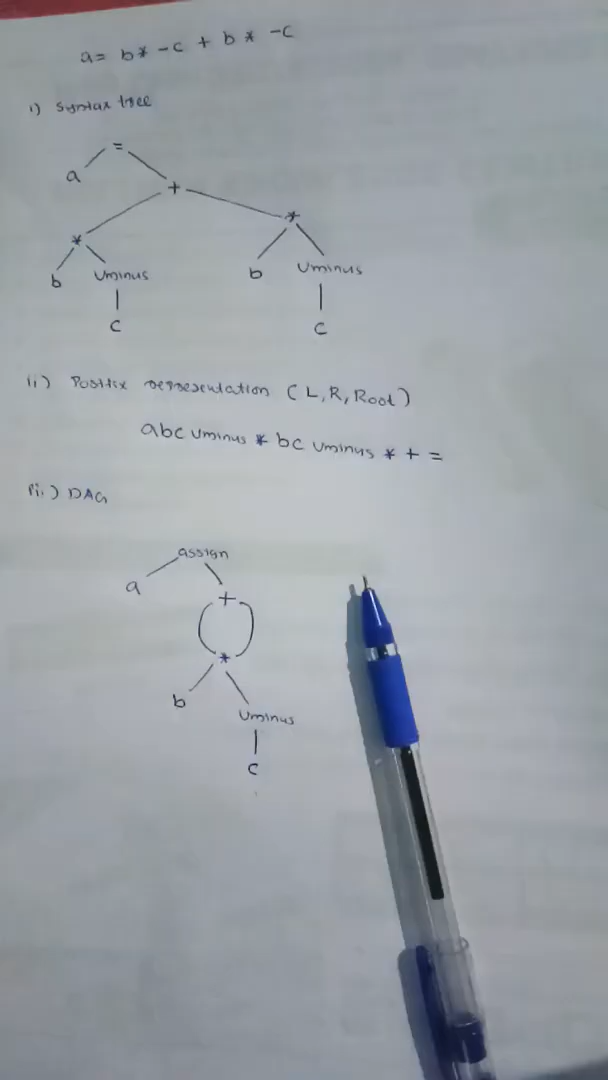 a= b* -c + b * -c
i) Syntax tree
=
a
+
* *
b Uminus b Uminus
c c
ii) Postfix representation (L,R,Root)
abc uminus * bc uminus * + =
iii.) DAG
assign
a
+
*
b
Uminus
c